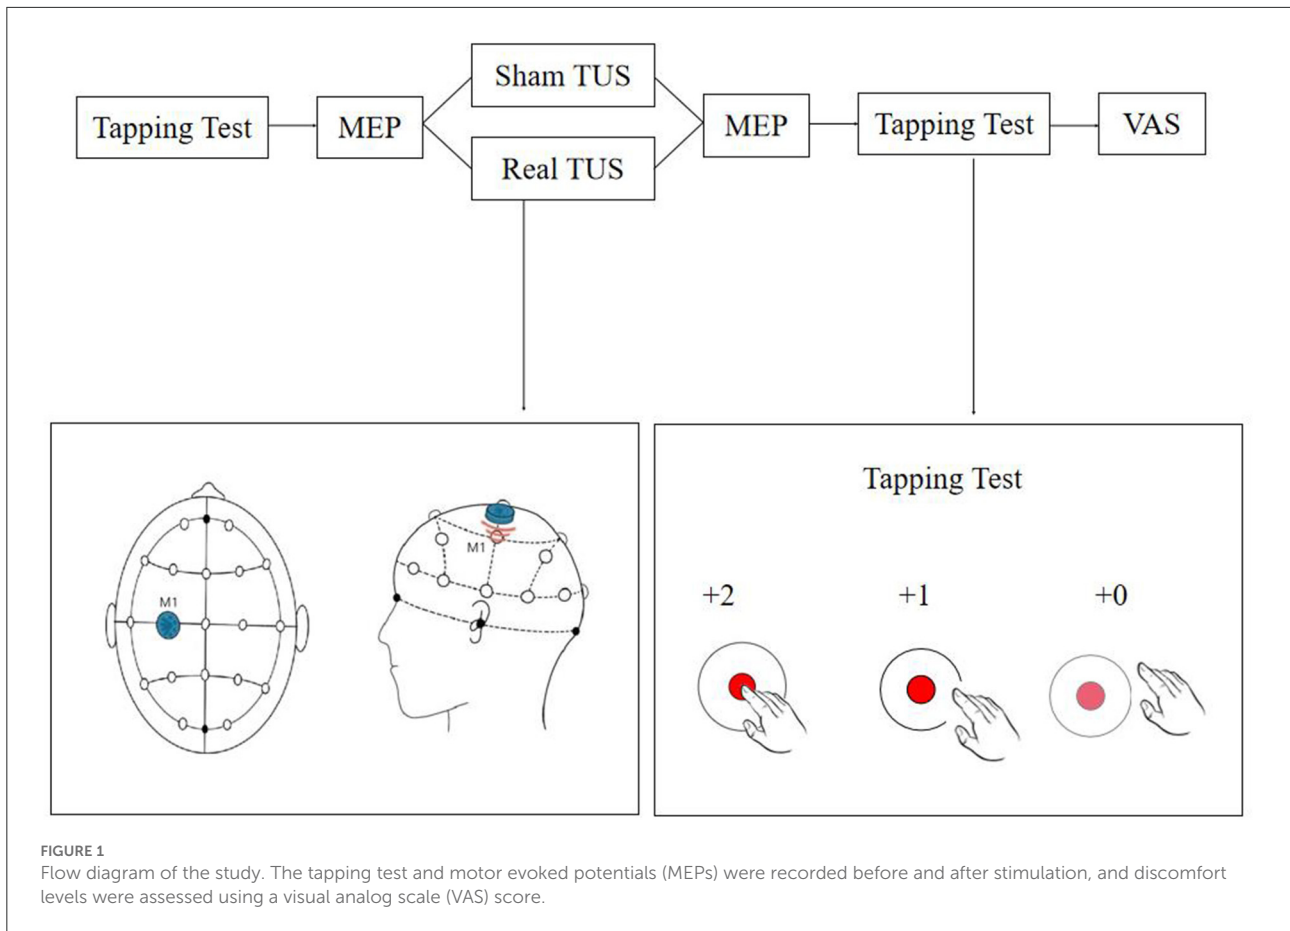 Sham TUS
Tapping Test
MEP
Real TUS
MEP
Tapping Test
VAS
M1
M1
Tapping Test
+2
+1
+0
FIGURE 1
Flow diagram of the study. The tapping test and motor evoked potentials (MEPs) were recorded before and after stimulation, and discomfort
levels were assessed using a visual analog scale (VAS) score.